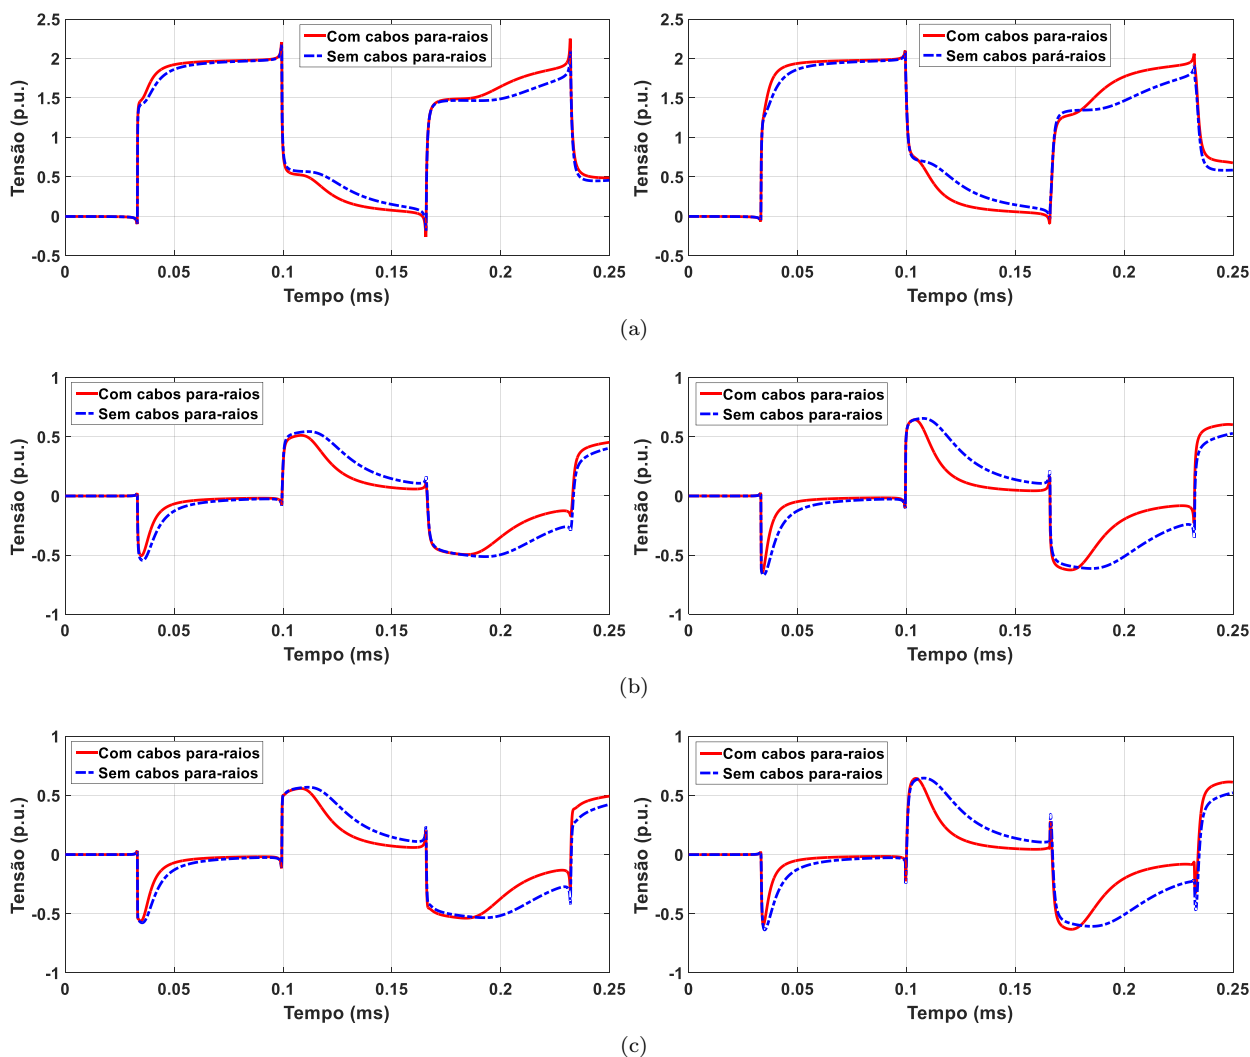 2.5
2
1.5
1
0.5
0
-0.5
Tensão (p.u.)
Com cabos para-raios
Sem cabos para-raios
0 0.05 0.1 0.15 0.2 0.25
Tempo (ms)
2.5
2
1.5
1
0.5
0
-0.5
Tensão (p.u.)
Com cabos para-raios
Sem cabos pará-raios
0 0.05 0.1 0.15 0.2 0.25
Tempo (ms)
(a)
1
0.5
0
-0.5
-1
Tensão (p.u.)
Com cabos para-raios
Sem cabos para-raios
0 0.05 0.1 0.15 0.2 0.25
Tempo (ms)
1
0.5
0
-0.5
-1
Tensão (p.u.)
Com cabos para-raios
Sem cabos para-raios
0 0.05 0.1 0.15 0.2 0.25
Tempo (ms)
(b)
1
0.5
0
-0.5
-1
Tensão (p.u.)
Com cabos para-raios
Sem cabos para-raios
0 0.05 0.1 0.15 0.2 0.25
Tempo (ms)
1
0.5
0
-0.5
-1
Tensão (p.u.)
Com cabos para-raios
Sem cabos para-raios
0 0.05 0.1 0.15 0.2 0.25
Tempo (ms)
(c)